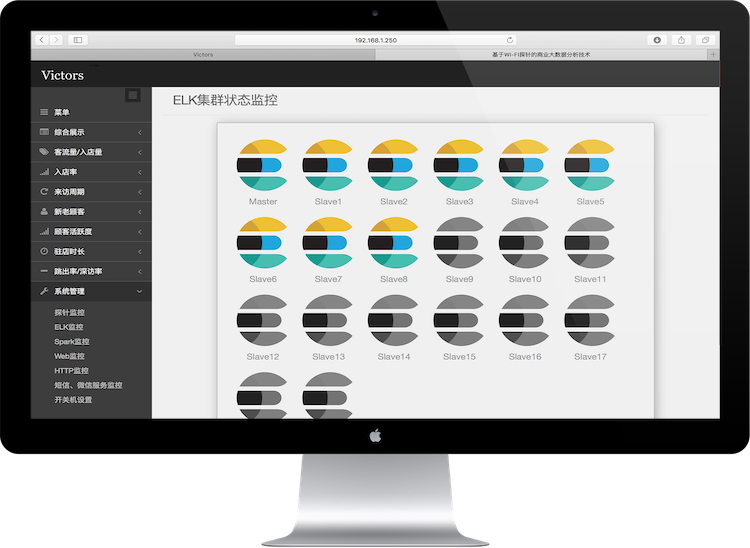 192.168.1.250
Victors
基于Wi-Fi探针的商业大数据分析技术
Victors
ELK集群状态监控
菜单
综合展示
客流量/入店量
入店率
来访周期
新老顾客
顾客活跃度
驻店时长
跳出率/深访率
系统管理
探针监控
ELK监控
Spark监控
Web监控
HTTP监控
短信、微信服务监控
开关机设置
Master Slave1 Slave2 Slave3 Slave4 Slave5
Slave6 Slave7 Slave8 Slave9 Slave10 Slave11
Slave12 Slave13 Slave14 Slave15 Slave16 Slave17